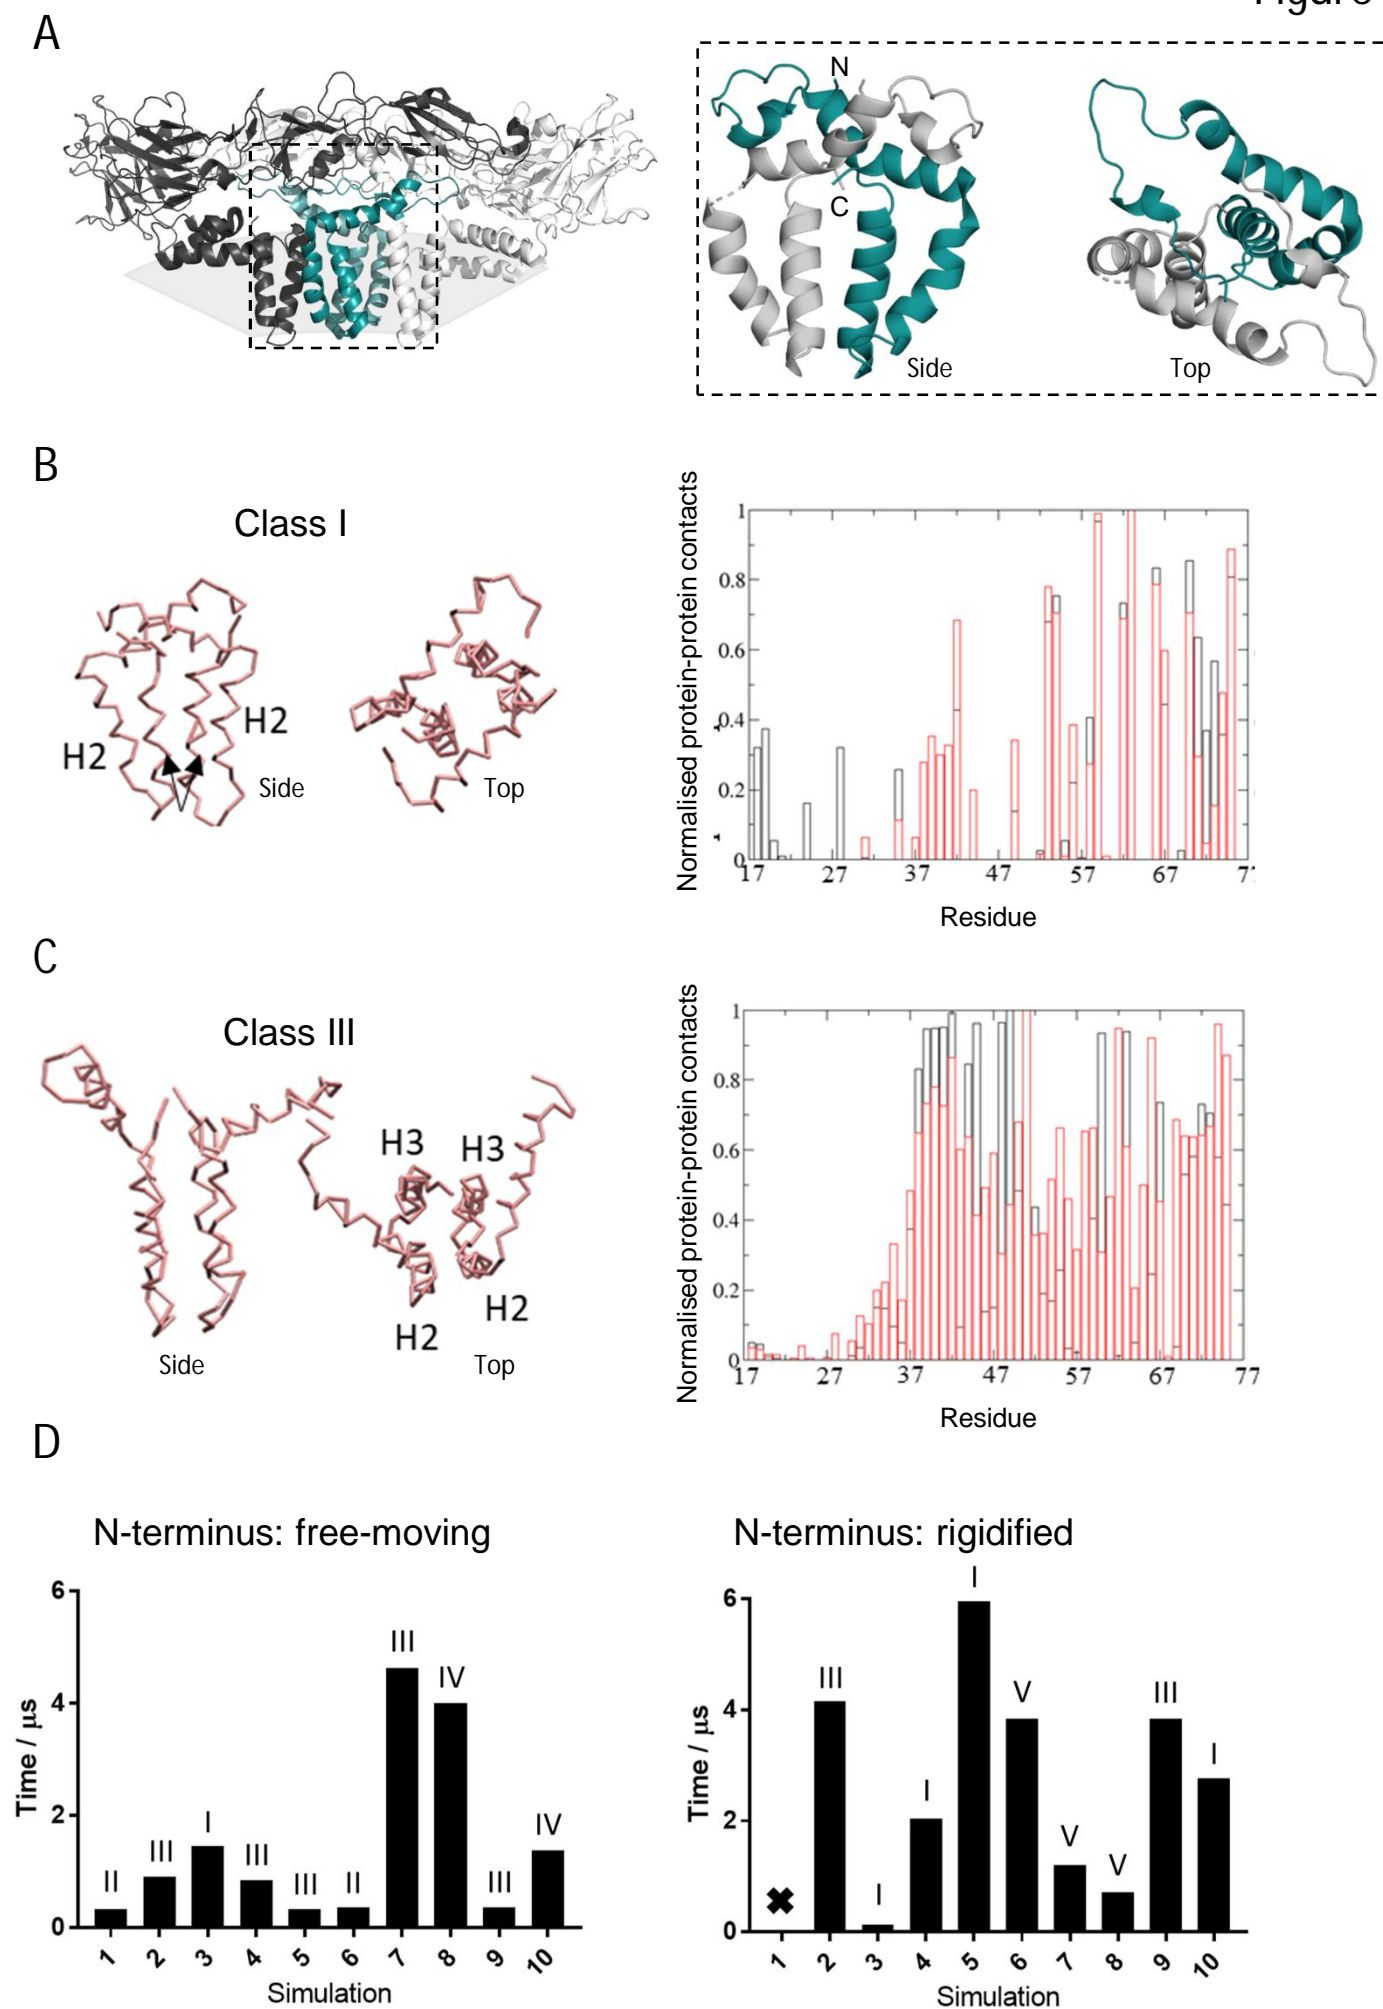 A
N
C
Side
Top
B
Class I
H2
H2
Side
Top
Normalised protein-protein contacts
1
0.8
0.6
0.4
0.2
0
17 27 37 47 57 67
Residue
C
Class III
H3 H3
H2
H2
Side
Top
Normalised protein-protein contacts
1
0.8
0.6
0.4
0.2
0
17 27 37 47 57 67 77
Residue
D
N-terminus: free-moving
Time / µs
6
4
2
0
II III I III III II III IV III IV
1 2 3 4 5 6 7 8 9 10
Simulation
N-terminus: rigidified
Time / µs
6
4
2
0
III I I I V V V III I
1 2 3 4 5 6 7 8 9 10
Simulation